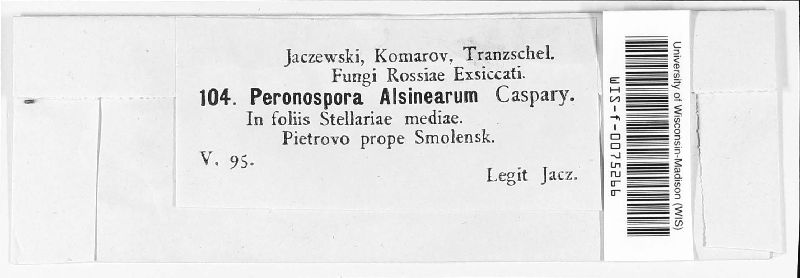 Jaczewski, Komarov, Tranzschel.
Fungi Rossiae Exsiccati.
104. Peronospora Alsinearum Caspary.
In foliis Stellariae mediae.
Pietrovo prope Smolensk.
V. 95.
Legit Jacz.
University of Wisconsin-Madison (WIS)
WIS-f-0075296